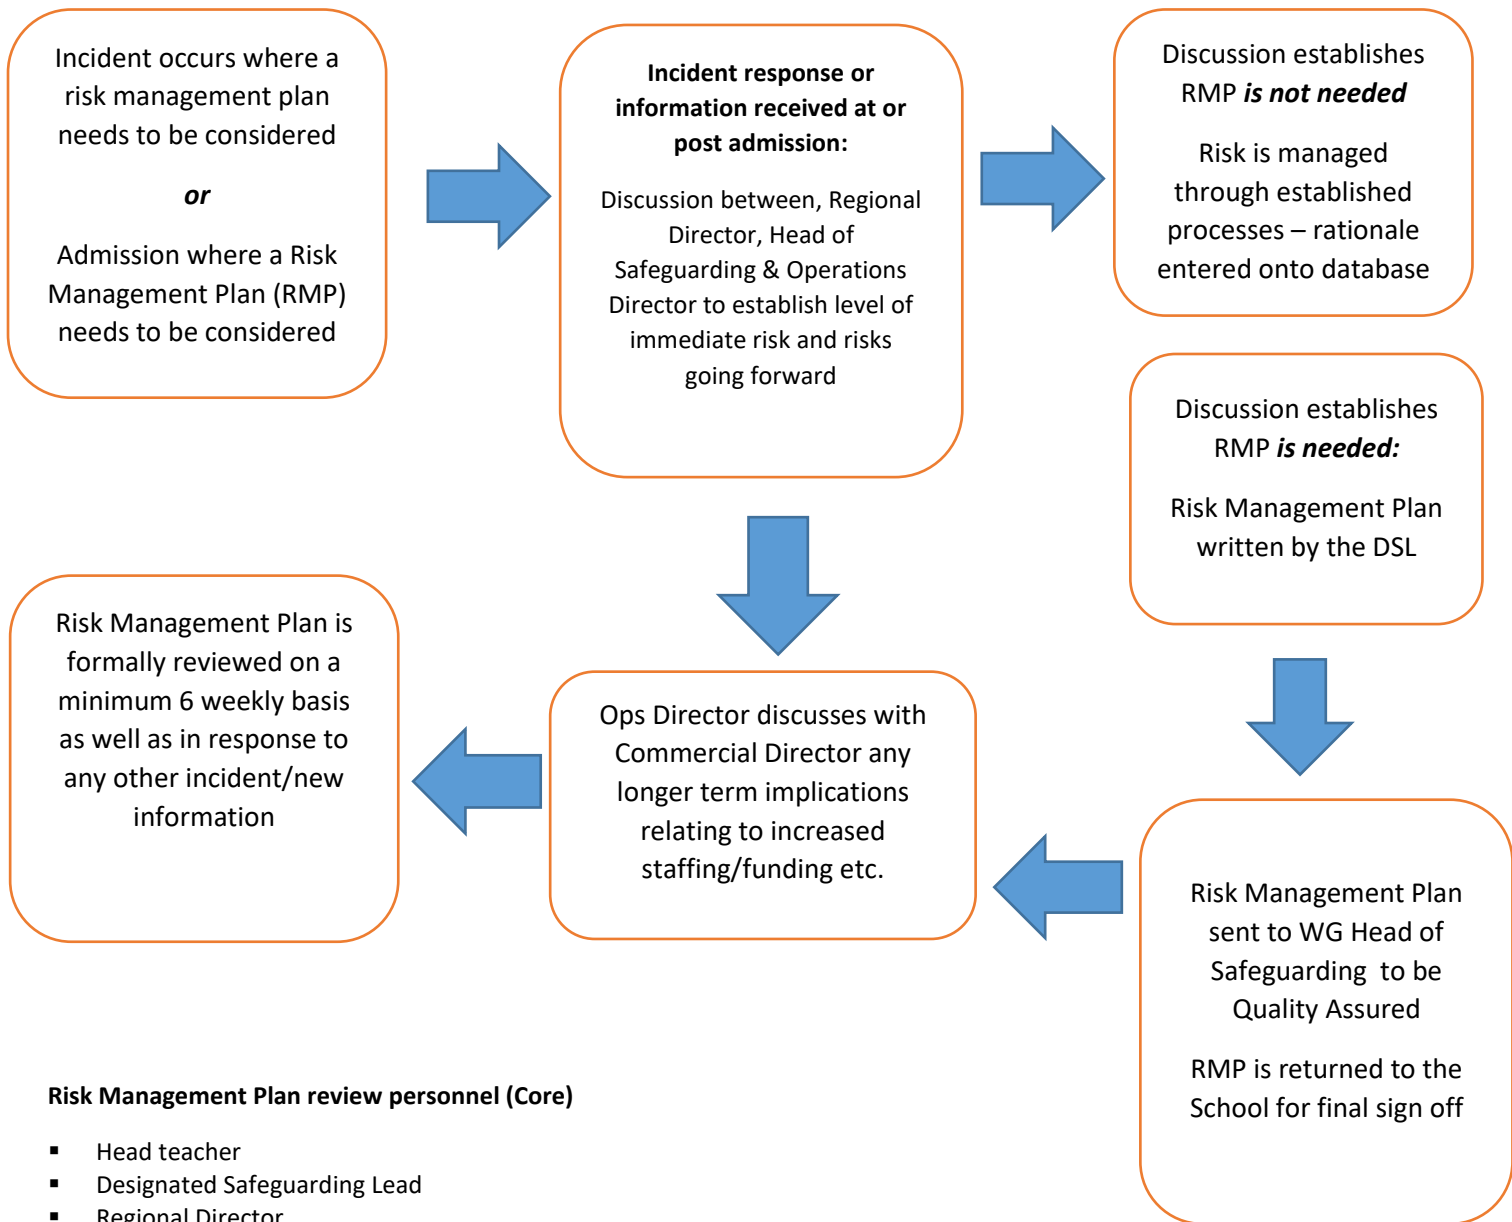 Incident occurs where a
risk management plan
needs to be considered
or
Admission where a Risk
Management Plan (RMP)
needs to be considered
Incident response or
information received at or
post admission:
Discussion between, Regional
Director, Head of
Safeguarding & Operations
Director to establish level of
immediate risk and risks
going forward
Discussion establishes
RMP is not needed
Risk is managed
through established
processes – rationale
entered onto database
Discussion establishes
RMP is needed:
Risk Management Plan
written by the DSL
Risk Management Plan is
formally reviewed on a
minimum 6 weekly basis
as well as in response to
any other incident/new
information
Ops Director discusses with
Commercial Director any
longer term implications
relating to increased
staffing/funding etc.
Risk Management Plan
sent to WG Head of
Safeguarding  to be
Quality Assured
RMP is returned to the
School for final sign off
Risk Management Plan review personnel (Core)
▪ Head teacher
▪ Designated Safeguarding Lead
▪ Regional Director